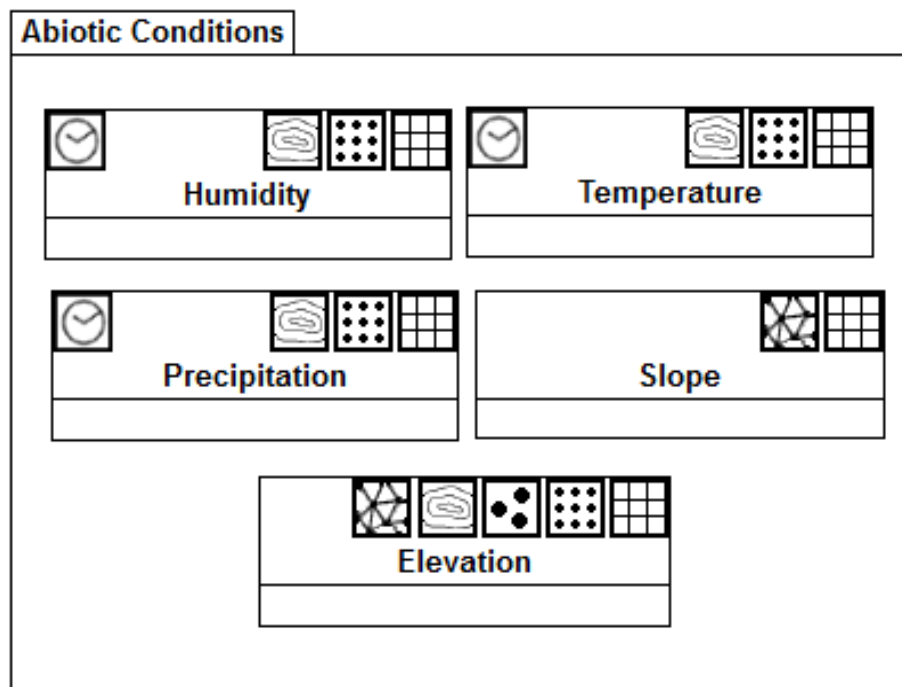 Abiotic Conditions
Humidity
Temperature
Precipitation
Slope
Elevation